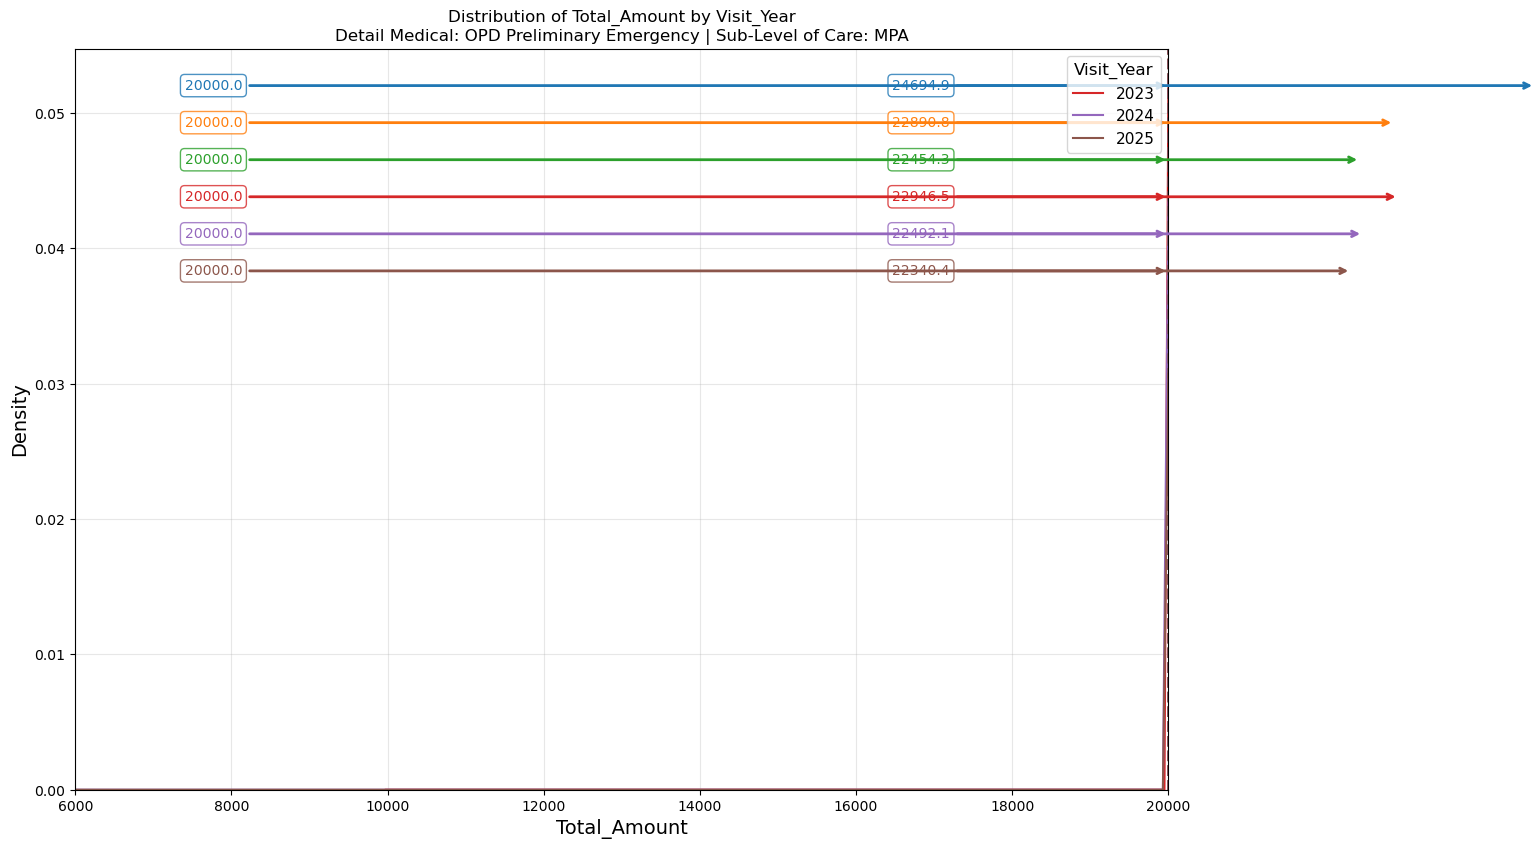 Distribution of Total_Amount by Visit_Year
Detail Medical: OPD Preliminary Emergency | Sub-Level of Care: MPA
Visit_Year
2023
2024
2025
20000.0 24694.9
20000.0 22890.8
20000.0 22454.3
20000.0 22946.5
20000.0 22492.1
20000.0 22340.4
0.05
0.04
0.03
0.02
0.01
0.00
Density
6000 8000 10000 12000 14000 16000 18000 20000
Total_Amount